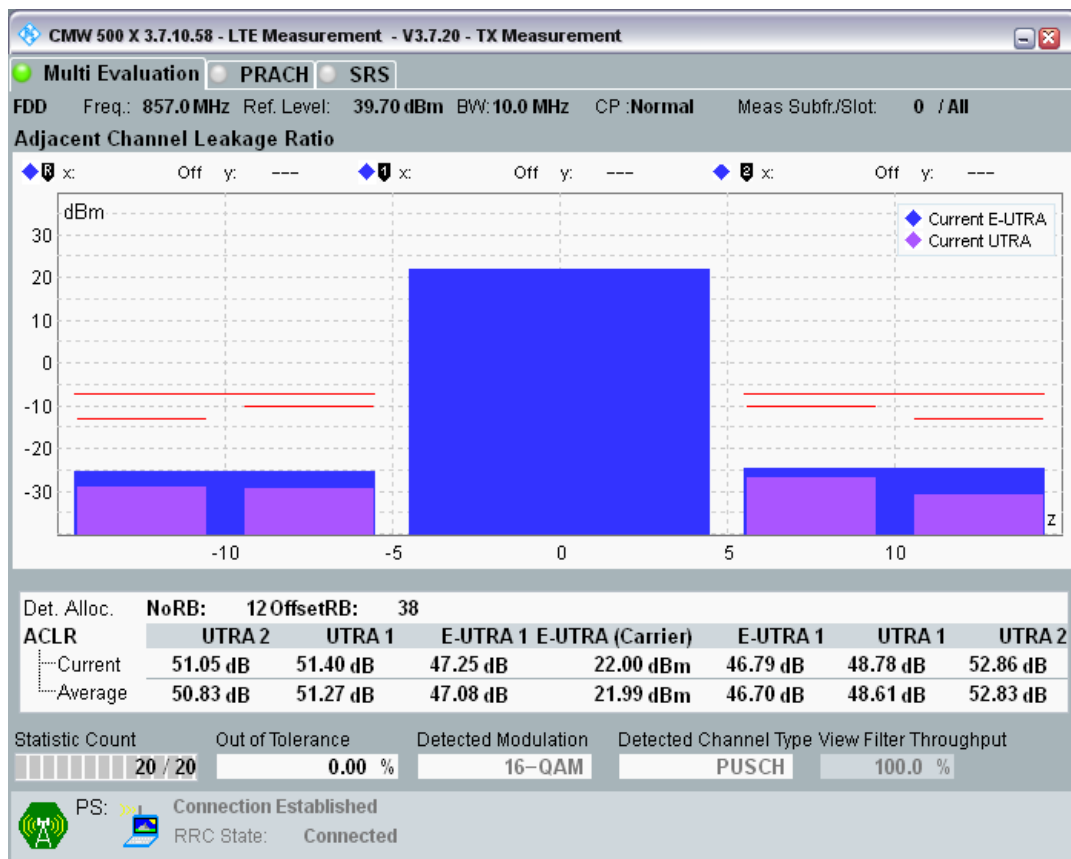 CMW 500 X 3.7.10.58 - LTE Measurement - V3.7.20 - TX Measurement
Multi Evaluation PRACH SRS
FDD Freq.: 857.0 MHz Ref. Level: 39.70 dBm BW: 10.0 MHz CP :Normal Meas Subfr./Slot: 0 / All
Adjacent Channel Leakage Ratio
R x: Off y: --- 1 x: Off y: --- 2 x: Off y: ---
dBm
Current E-UTRA
Current UTRA
30
20
10
0
-10
-20
-30
z
-10 -5 0 5 10
Det. Alloc. NoRB: 12 OffsetRB: 38
ACLR UTRA 2 UTRA 1 E-UTRA 1 E-UTRA (Carrier) E-UTRA 1 UTRA 1 UTRA 2
Current 51.05 dB 51.40 dB 47.25 dB 22.00 dBm 46.79 dB 48.78 dB 52.86 dB
Average 50.83 dB 51.27 dB 47.08 dB 21.99 dBm 46.70 dB 48.61 dB 52.83 dB
Statistic Count Out of Tolerance Detected Modulation Detected Channel Type View Filter Throughput
20 / 20 0.00 % 16-QAM PUSCH 100.0 %
PS: Connection Established
RRC State: Connected